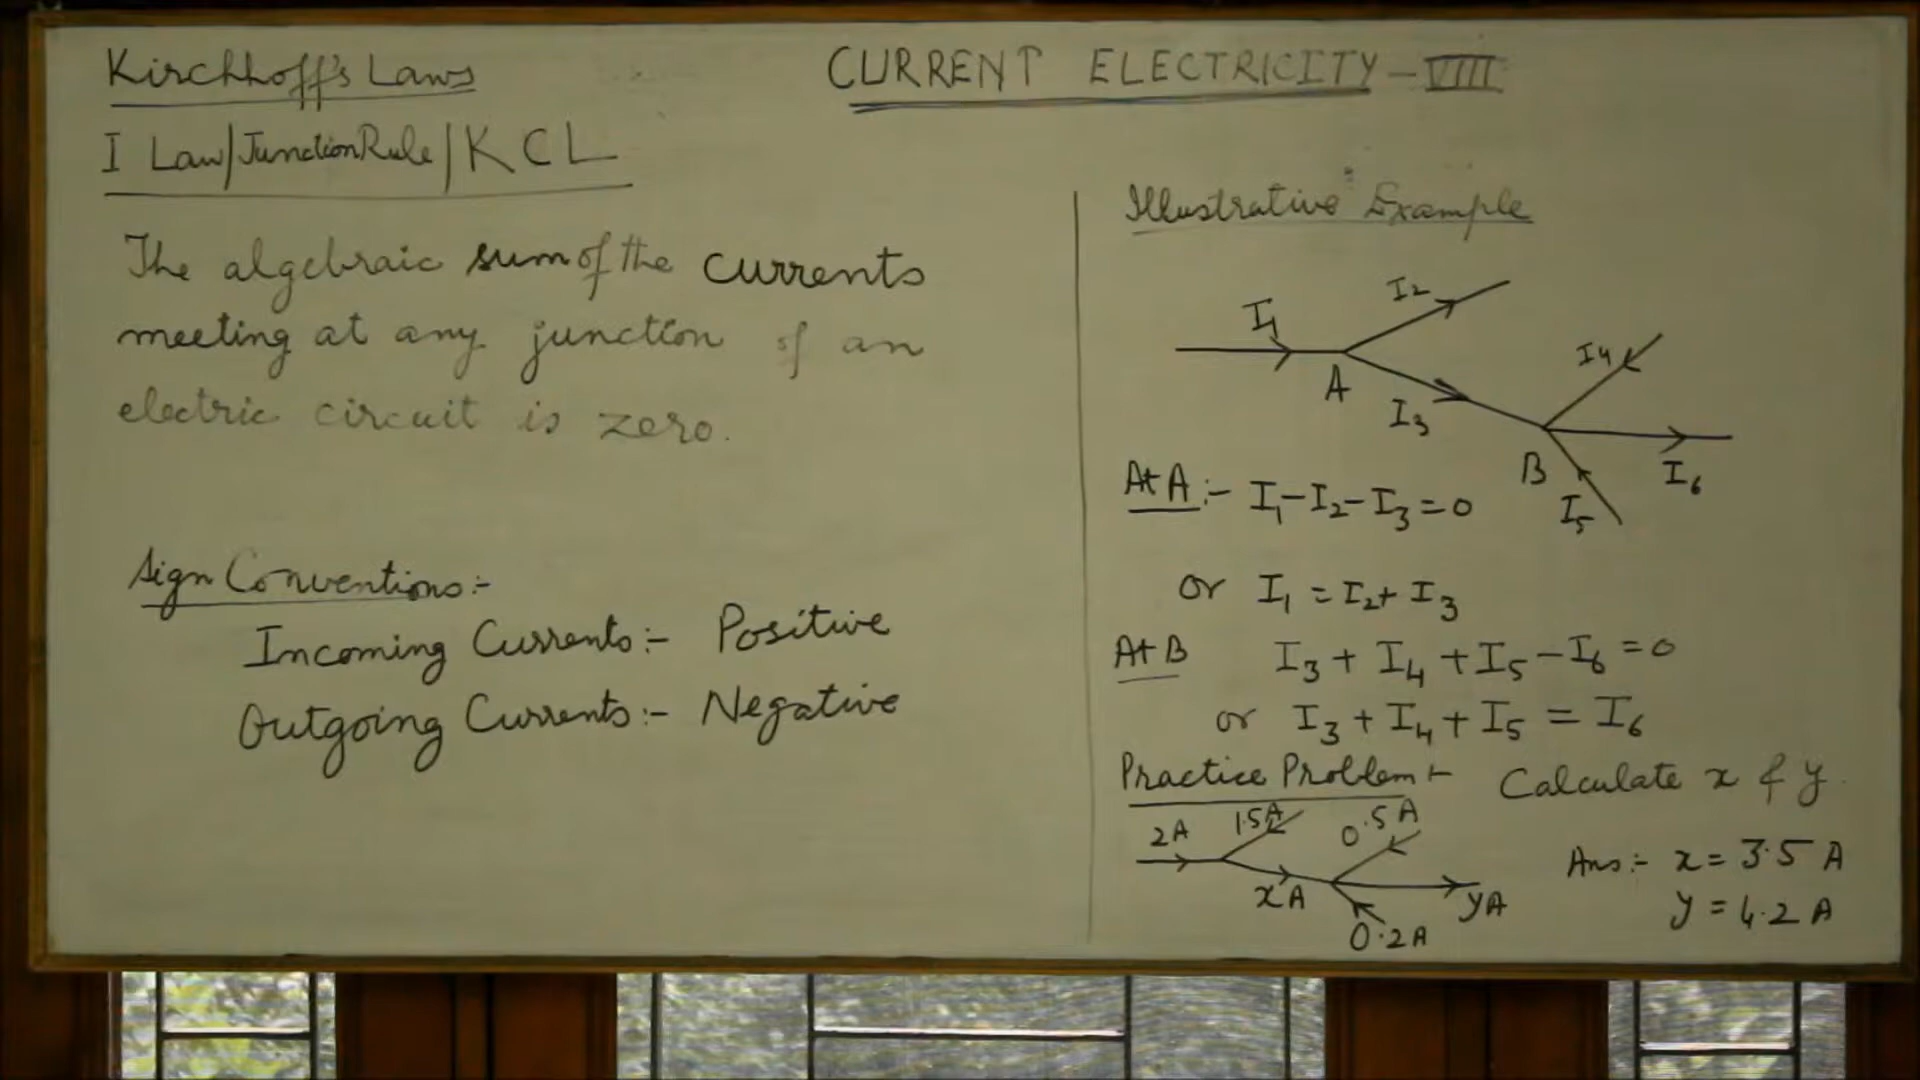 Kirchhoff's Laws
I Law/Junction Rule/KCL
The algebraic sum of the currents
meeting at any junction of an
electric circuit is zero.
Sign Conventions:-
Incoming Currents:- Positive
Outgoing Currents:- Negative
CURRENT ELECTRICITY - VIII
Illustrative Example
I₁
I₂
A
I₃
I₄
B
I₅
I₆
At A:- I₁-I₂-I₃=0
or I₁ = I₂+ I₃
At B I₃ + I₄ + I₅ - I₆ = 0
or I₃ + I₄ + I₅ = I₆
Practice Problem:- Calculate x & y.
2A
1.5A
0.5A
xA
yA
0.2A
Ans:- x = 3.5 A
y = 4.2 A